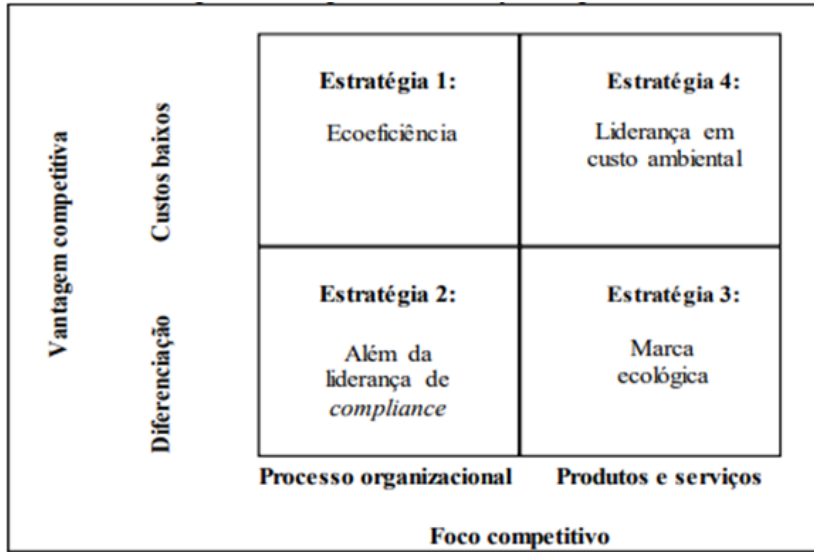 Vantagem competitiva
Custos baixos
Diferenciação
Estratégia 1:
Ecoeficiência
Estratégia 4:
Liderança em
custo ambiental
Estratégia 2:
Além da
liderança de
compliance
Estratégia 3:
Marca
ecológica
Processo organizacional
Produtos e serviços
Foco competitivo